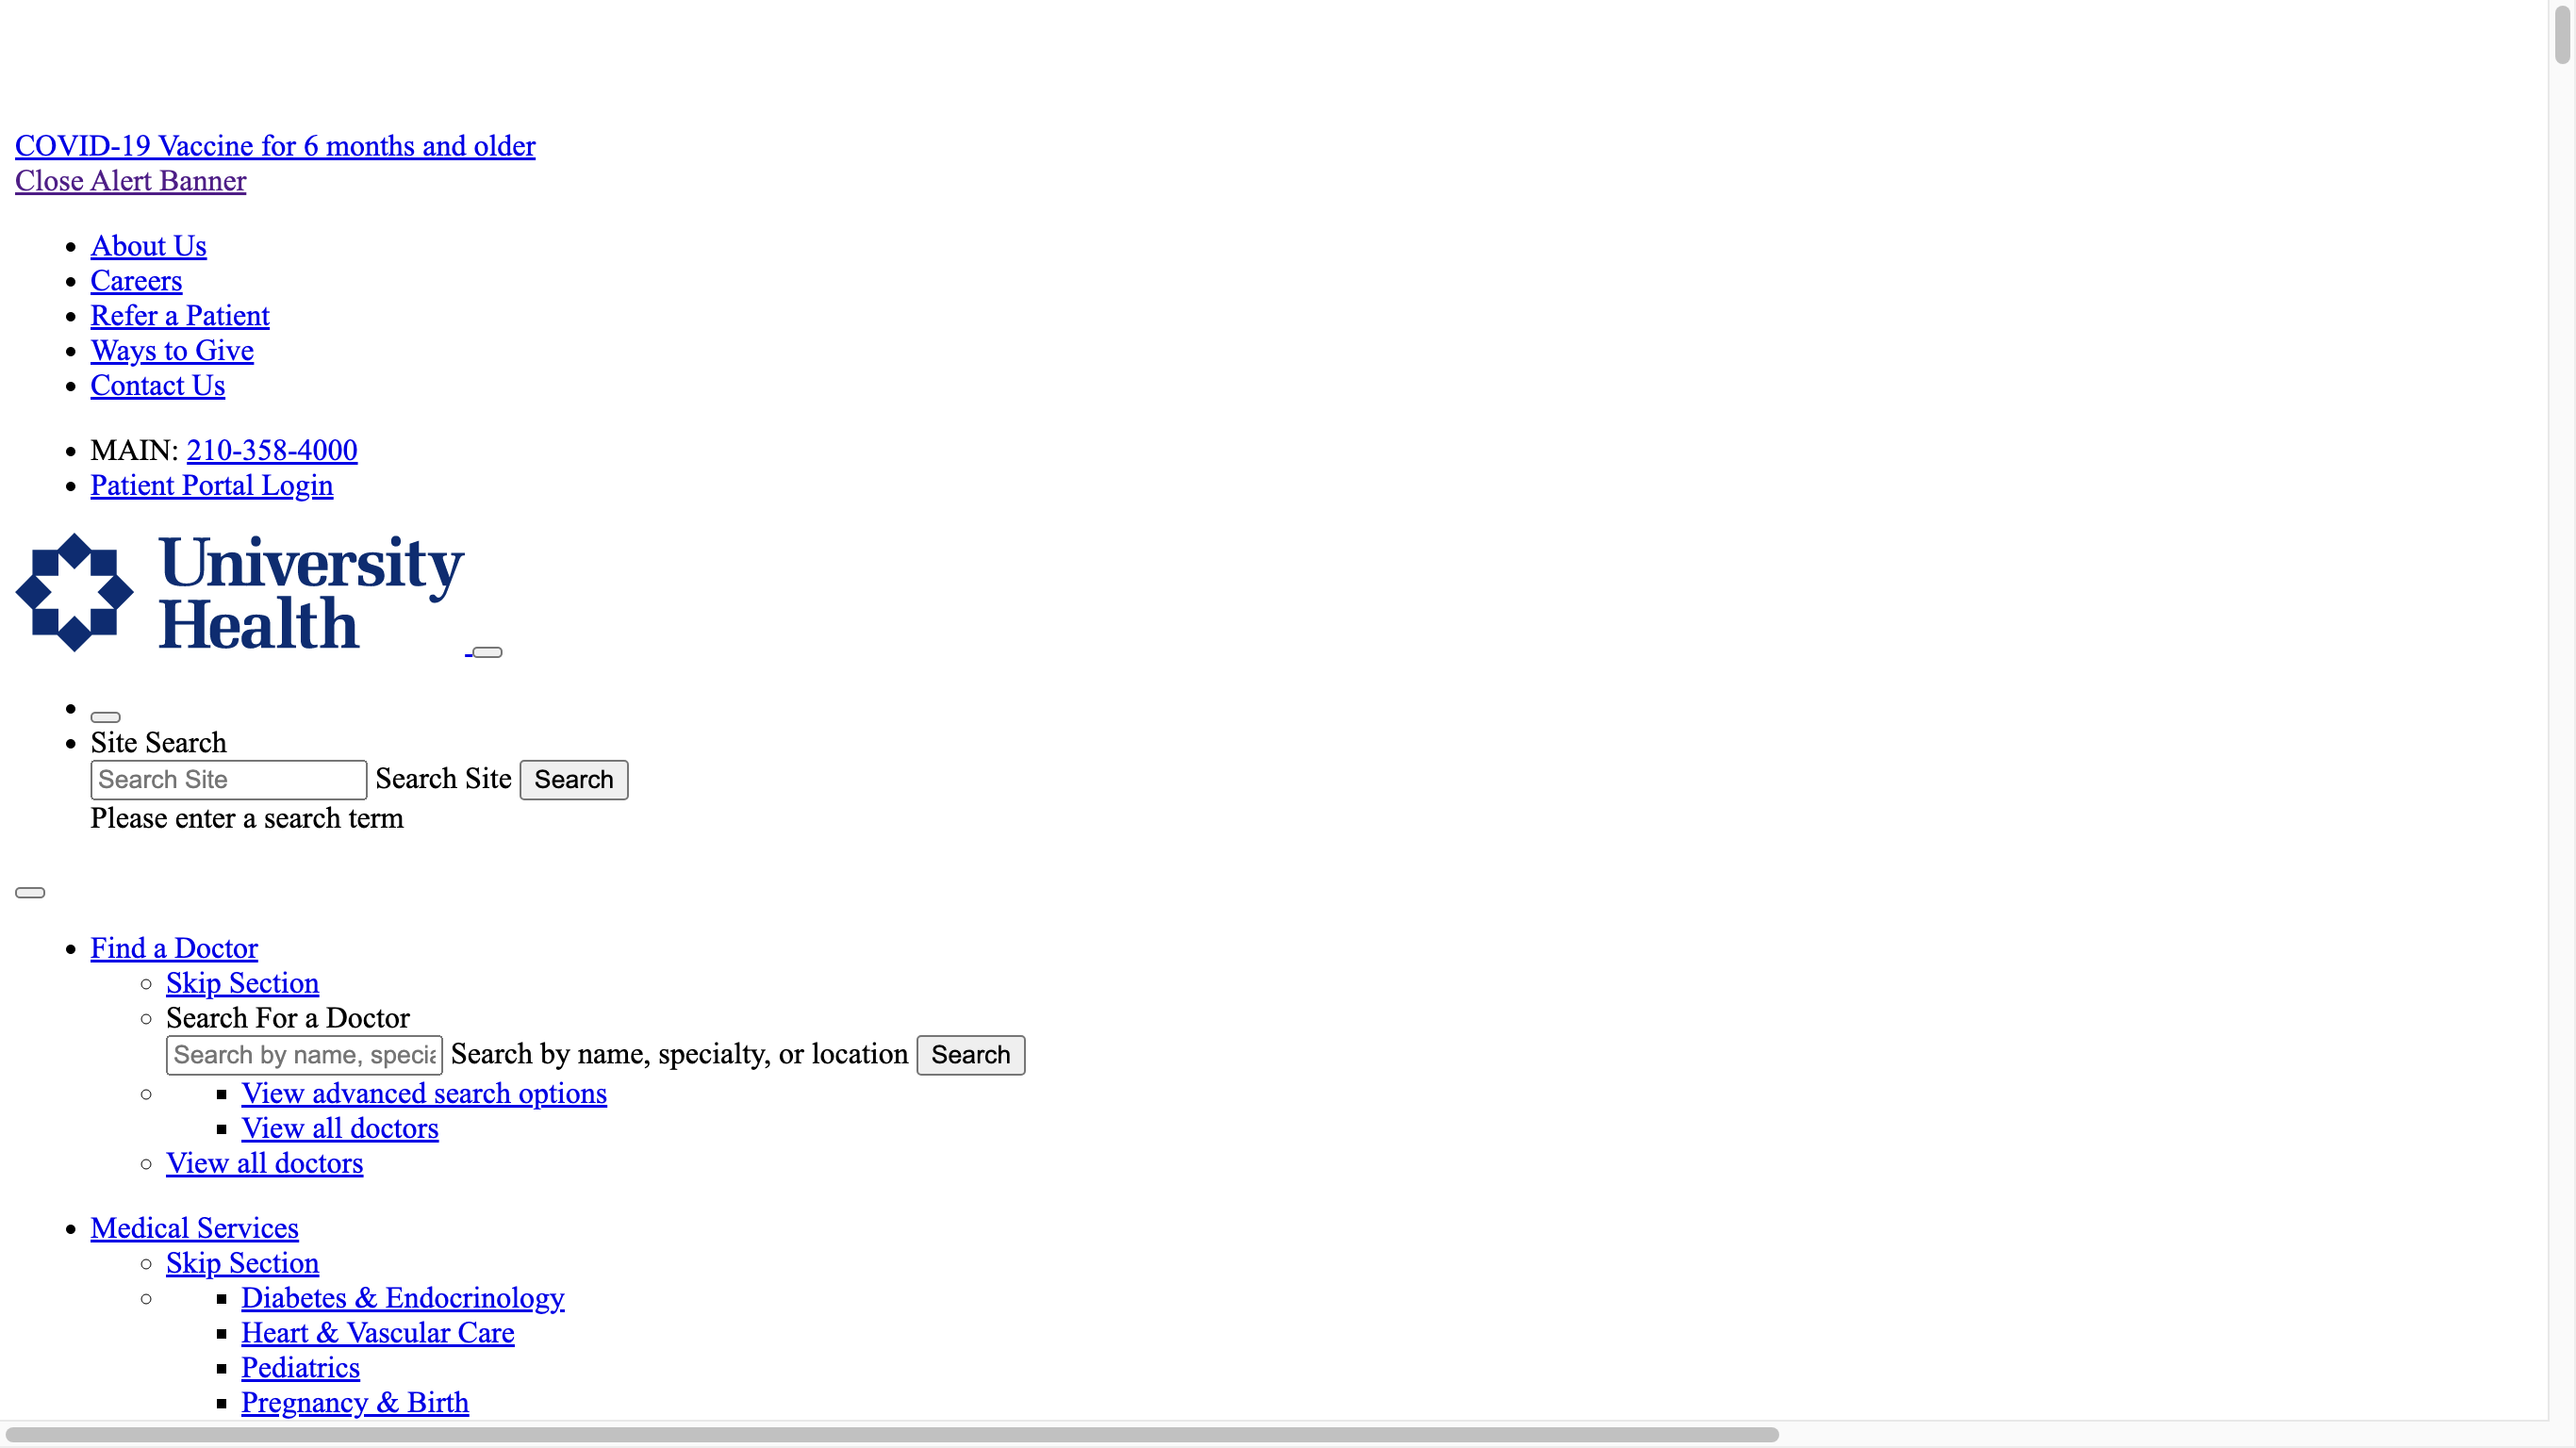 COVID-19 Vaccine for 6 months and older
Close Alert Banner
About Us
Careers
Refer a Patient
Ways to Give
Contact Us
MAIN: 210-358-4000
Patient Portal Login
University
Health
Site Search
Search Site Search Site Search
Please enter a search term
Find a Doctor
Skip Section
Search For a Doctor
Search by name, specia Search by name, specialty, or location Search
View advanced search options
View all doctors
View all doctors
Medical Services
Skip Section
Diabetes & Endocrinology
Heart & Vascular Care
Pediatrics
Pregnancy & Birth